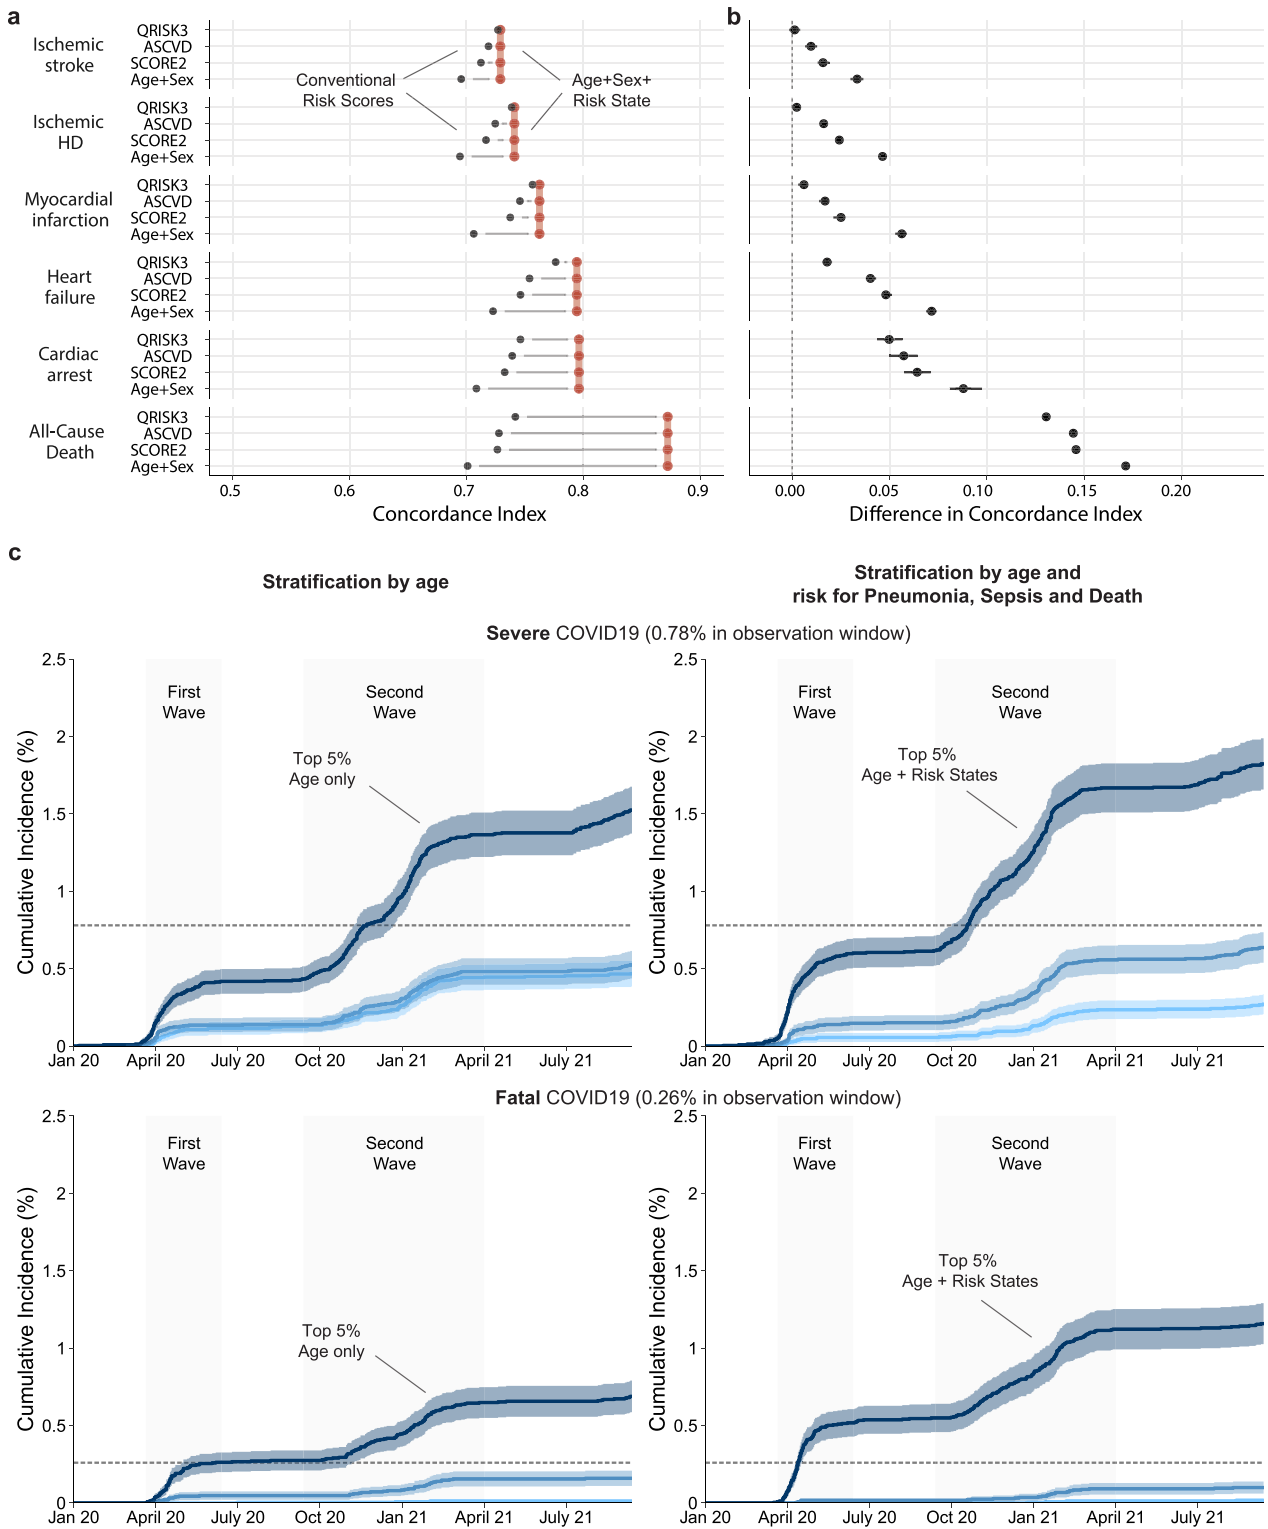 a
b
Ischemic
stroke
QRISK3
ASCVD
SCORE2
Age+Sex
Conventional
Risk Scores
Age+Sex+
Risk State
Ischemic
HD
QRISK3
ASCVD
SCORE2
Age+Sex
Myocardial
infarction
QRISK3
ASCVD
SCORE2
Age+Sex
Heart
failure
QRISK3
ASCVD
SCORE2
Age+Sex
Cardiac
arrest
QRISK3
ASCVD
SCORE2
Age+Sex
All-Cause
Death
QRISK3
ASCVD
SCORE2
Age+Sex
0.5 0.6 0.7 0.8 0.9
Concordance Index
0.00 0.05 0.10 0.15 0.20
Difference in Concordance Index
c
Stratification by age
Stratification by age and
risk for Pneumonia, Sepsis and Death
Severe COVID19 (0.78% in observation window)
Cumulative Incidence (%)
2.5
2
1.5
1
0.5
0
First
Wave
Second
Wave
Top 5%
Age only
Jan 20 April 20 July 20 Oct 20 Jan 21 April 21 July 21
Cumulative Incidence (%)
2.5
2
1.5
1
0.5
0
First
Wave
Second
Wave
Top 5%
Age + Risk States
Jan 20 April 20 July 20 Oct 20 Jan 21 April 21 July 21
Fatal COVID19 (0.26% in observation window)
Cumulative Incidence (%)
2.5
2
1.5
1
0.5
0
First
Wave
Second
Wave
Top 5%
Age only
Jan 20 April 20 July 20 Oct 20 Jan 21 April 21 July 21
Cumulative Incidence (%)
2.5
2
1.5
1
0.5
0
First
Wave
Second
Wave
Top 5%
Age + Risk States
Jan 20 April 20 July 20 Oct 20 Jan 21 April 21 July 21